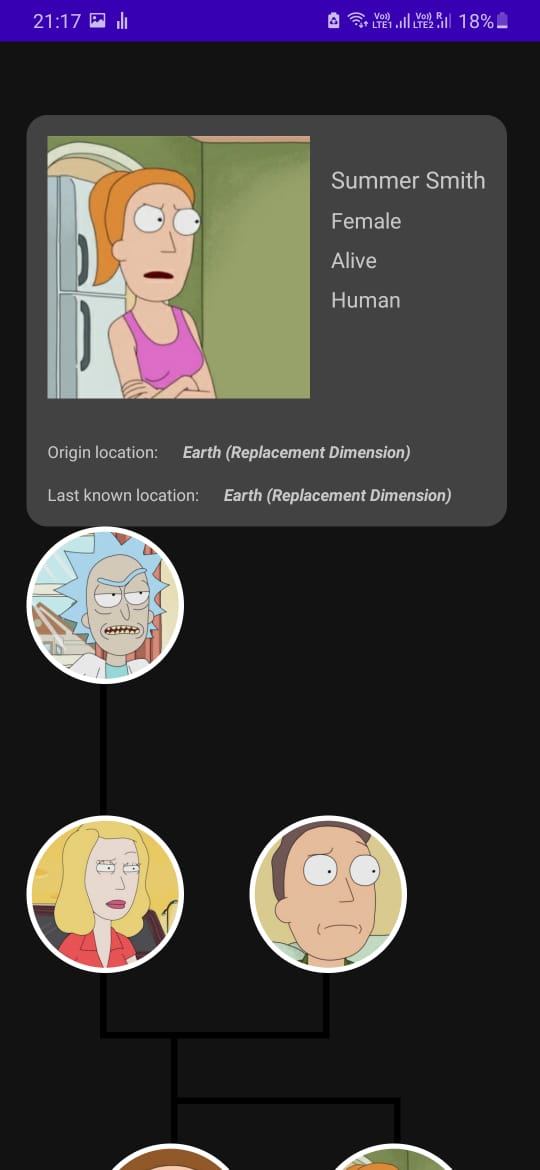 21:17 Vo)) LTE1 Vo)) R LTE2 18%
Summer Smith
Female
Alive
Human
Origin location: Earth (Replacement Dimension)
Last known location: Earth (Replacement Dimension)